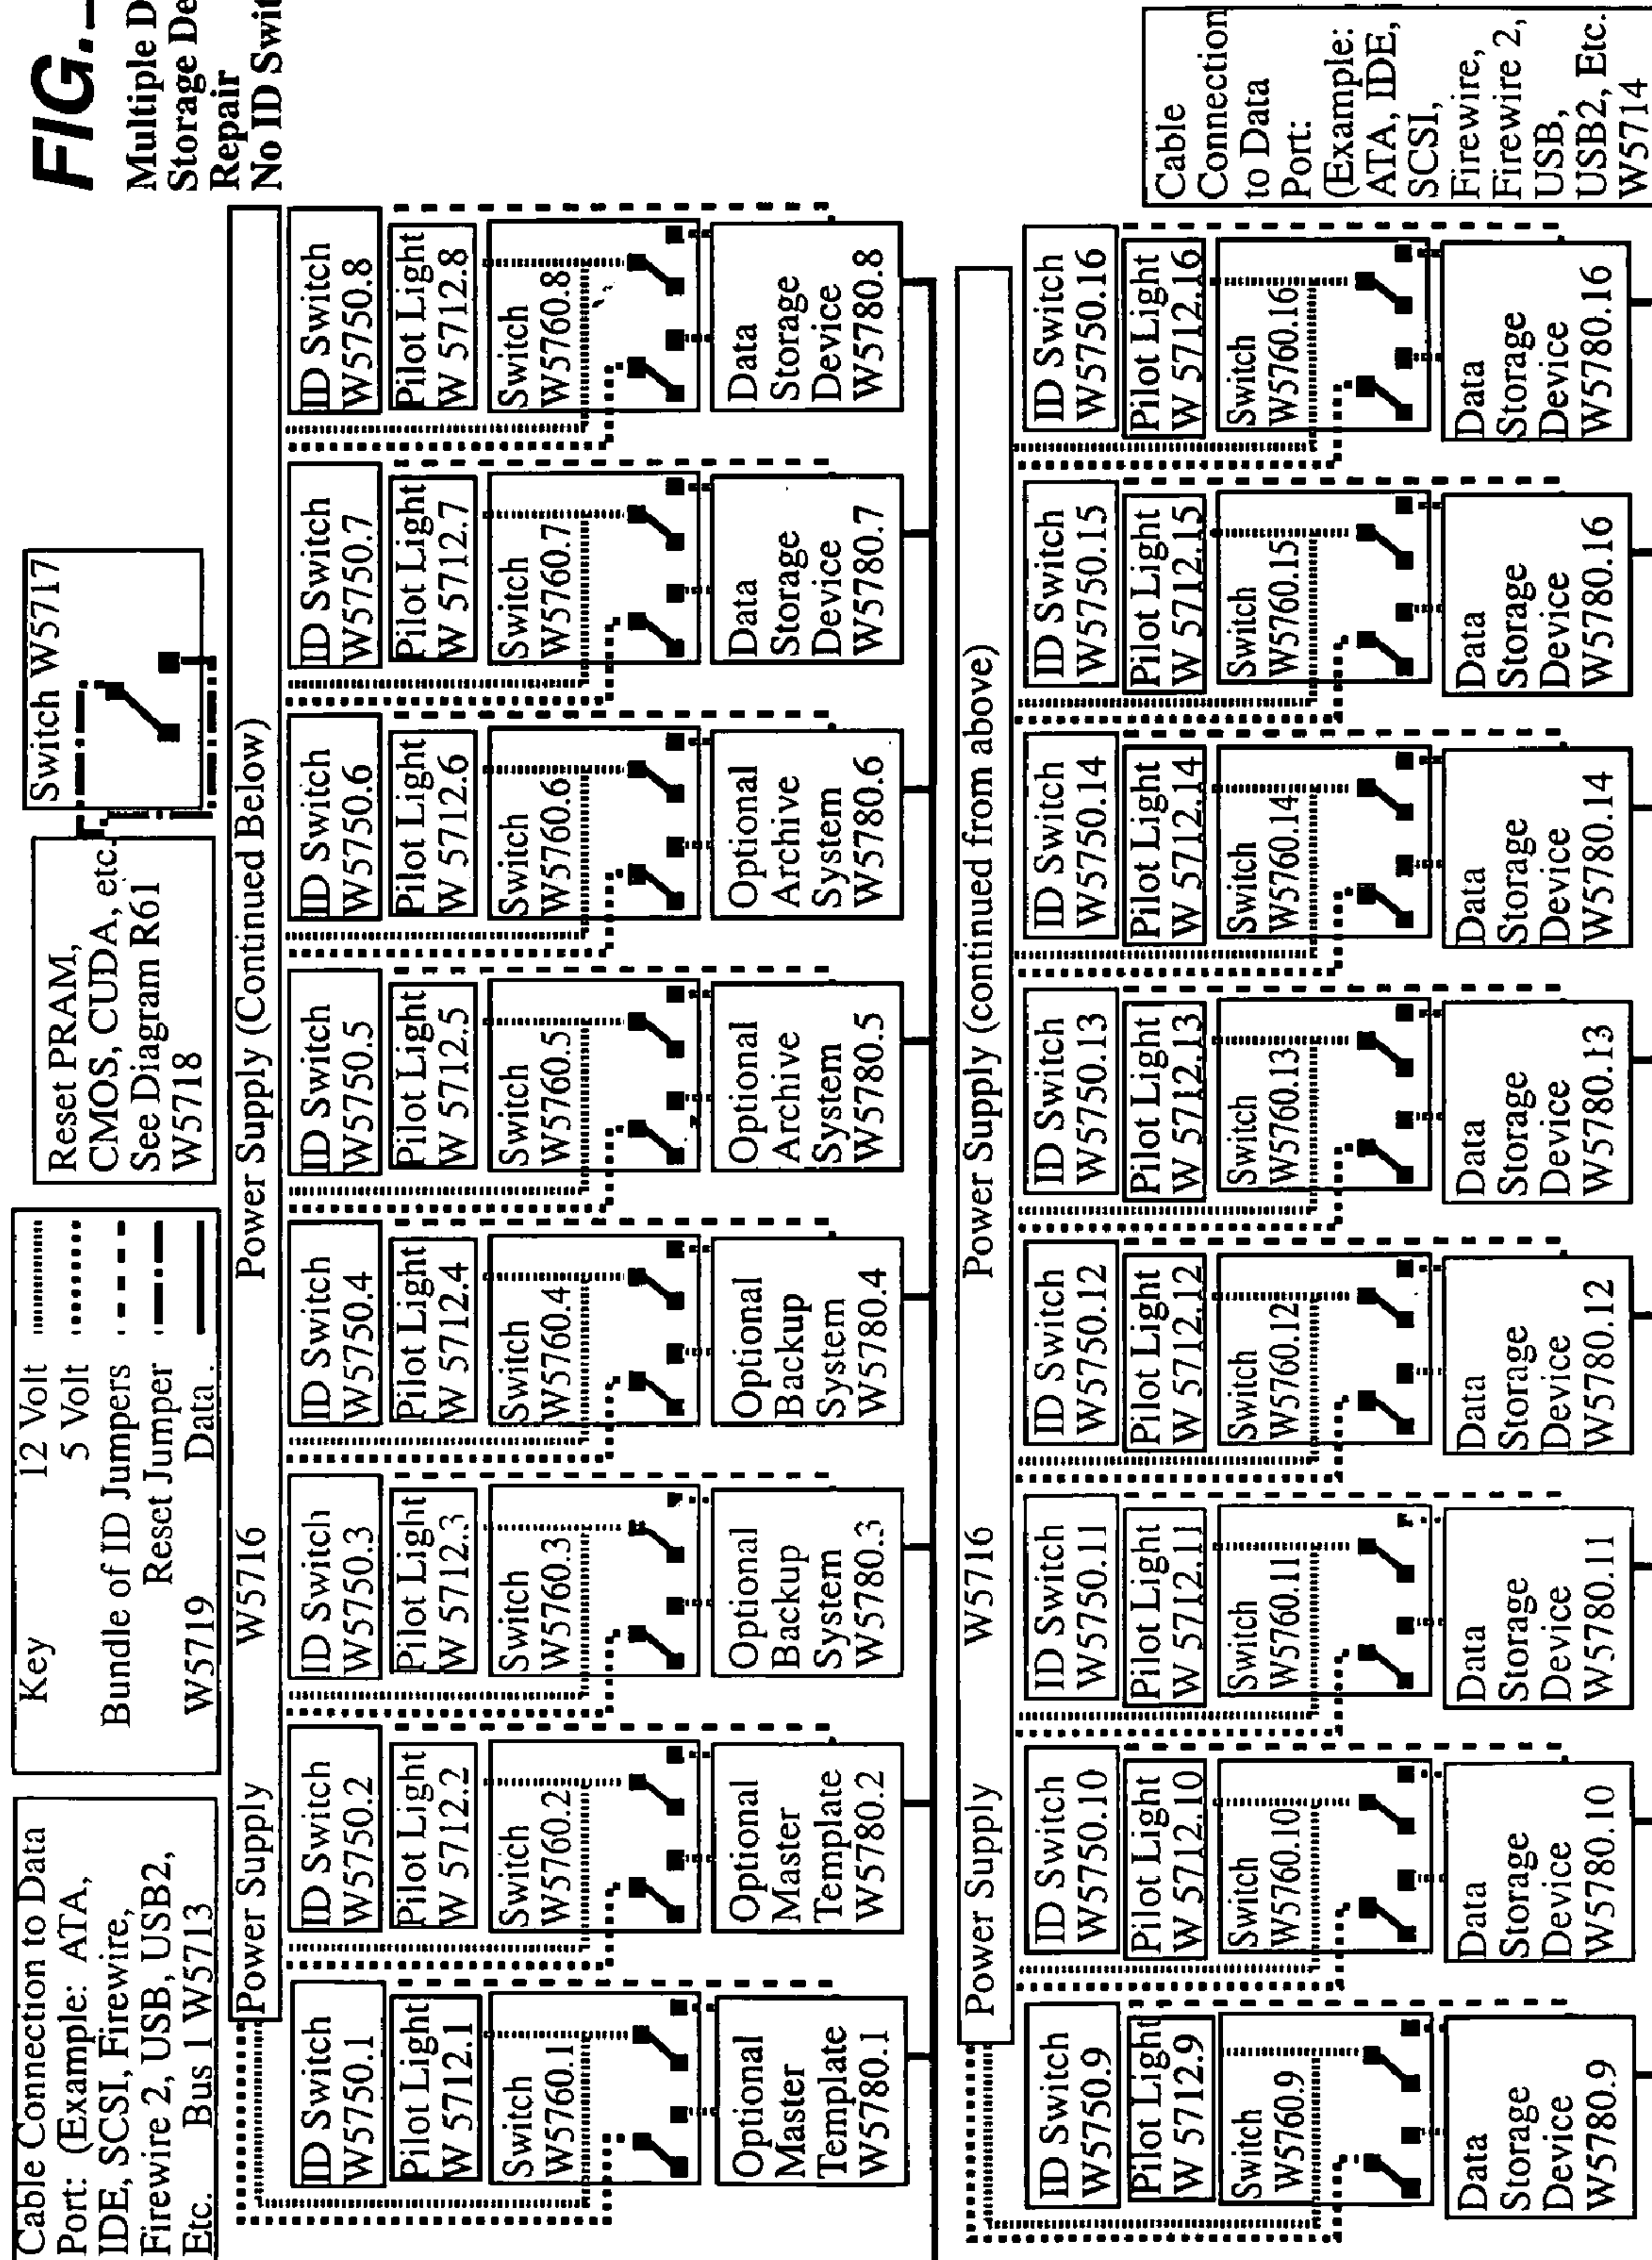 FIG.
Multiple
Storage
Repair
No ID
Cable Connection to Data
Port: (Example: ATA,
IDE, SCSI, Firewire,
Firewire 2, USB, USB2,
Etc. Bus 1 W5713
Key 12 Volt
5 Volt
Bundle of ID Jumpers
Reset Jumper
W5719 Data
Reset PRAM,
CMOS, CUDA, etc.
See Diagram R61
W5718
Switch W5717
Power Supply W5716 Power Supply (Continued Below)
ID Switch
W5750.1
Pilot Light
W 5712.1
Switch
W5760.1
Optional
Master
Template
W5780.1
ID Switch
W5750.2
Pilot Light
W 5712.2
Switch
W5760.2
Optional
Master
Template
W5780.2
ID Switch
W5750.3
Pilot Light
W 5712.3
Switch
W5760.3
Optional
Backup
System
W5780.3
ID Switch
W5750.4
Pilot Light
W 5712.4
Switch
W5760.4
Optional
Backup
System
W5780.4
ID Switch
W5750.5
Pilot Light
W 5712.5
Switch
W5760.5
Optional
Archive
System
W5780.5
ID Switch
W5750.6
Pilot Light
W 5712.6
Switch
W5760.6
Optional
Archive
System
W5780.6
ID Switch
W5750.7
Pilot Light
W 5712.7
Switch
W5760.7
Data
Storage
Device
W5780.7
ID Switch
W5750.8
Pilot Light
W 5712.8
Switch
W5760.8
Data
Storage
Device
W5780.8
Power Supply W5716 Power Supply (continued from above)
ID Switch
W5750.9
Pilot Light
W 5712.9
Switch
W5760.9
Data
Storage
Device
W5780.9
ID Switch
W5750.10
Pilot Light
W 5712.10
Switch
W5760.10
Data
Storage
Device
W5780.10
ID Switch
W5750.11
Pilot Light
W 5712.11
Switch
W5760.11
Data
Storage
Device
W5780.11
ID Switch
W5750.12
Pilot Light
W 5712.12
Switch
W5760.12
Data
Storage
Device
W5780.12
ID Switch
W5750.13
Pilot Light
W 5712.13
Switch
W5760.13
Data
Storage
Device
W5780.13
ID Switch
W5750.14
Pilot Light
W 5712.14
Switch
W5760.14
Data
Storage
Device
W5780.14
ID Switch
W5750.15
Pilot Light
W 5712.15
Switch
W5760.15
Data
Storage
Device
W5780.16
ID Switch
W5750.16
Pilot Light
W 5712.16
Switch
W5760.16
Data
Storage
Device
W5780.16
Cable
Connection
to Data
Port:
(Example:
ATA, IDE,
SCSI,
Firewire,
Firewire 2,
USB,
USB2, Etc.
W5714